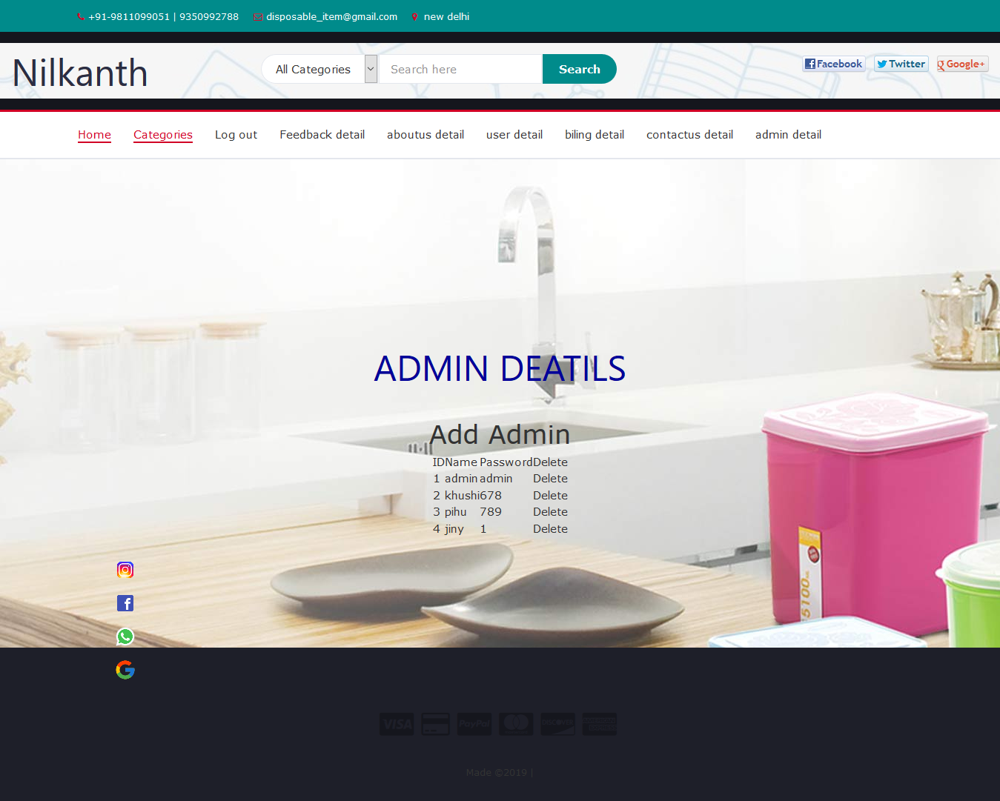 +91-9811099051 | 9350992788 disposable_item@gmail.com new delhi
Nilkanth
All Categories Search here Search
Facebook Twitter Google+
Home Categories Log out Feedback detail aboutus detail user detail biling detail contactus detail admin detail
ADMIN DEATILS
Add Admin
ID Name Password Delete
1 admin admin Delete
2 khushi 678 Delete
3 pihu 789 Delete
4 jiny 1 Delete
5100
VISA PayPal DISCOVER
Made ©2019 |